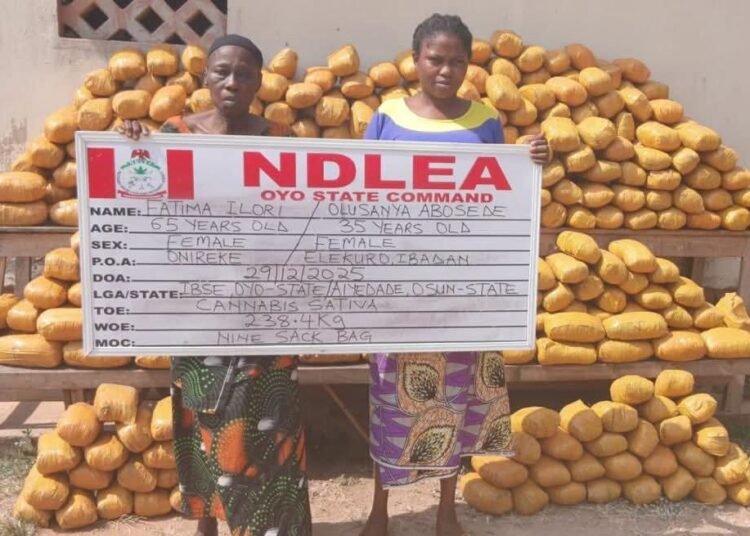 NDLEA
OYO STATE COMMAND
NAME: FATIMA ILORI / OLUSANYA ABOSEDE
AGE: 65 YEARS OLD 35 YEARS OLD
SEX: FEMALE FEMALE
P.O.A: ONIREKE ELEKURO, IBADAN
DOA: 29/12/2025
LGA/STATE: IBSE, OYO-STATE/AIYEDADE, OSUN-STATE
TOE: CANNABIS SATIVA
WOE: 238.4Kg
MOC: NINE SACK BAG